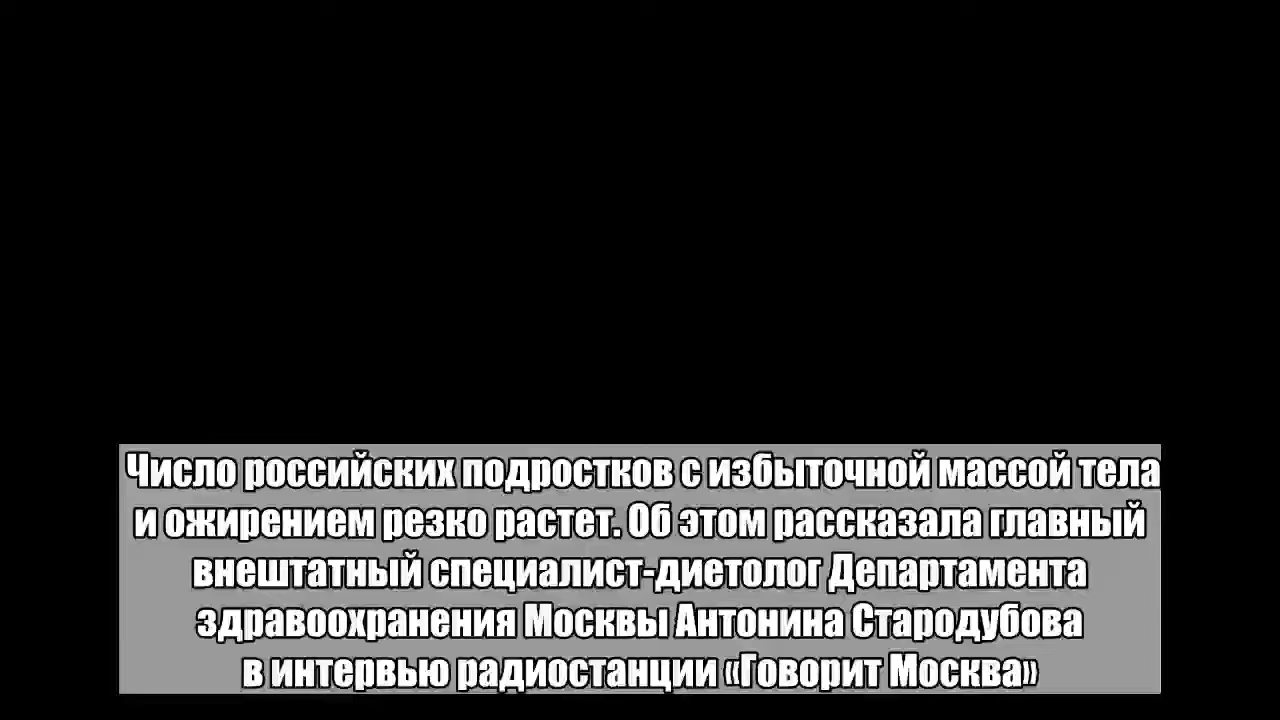 Число российских подростков с избыточной массой тела
и ожирением резко растет. Об этом рассказала главный
внештатный специалист-диетолог Департамента
здравоохранения Москвы Антонина Стародубова
в интервью радиостанции «Говорит Москва»